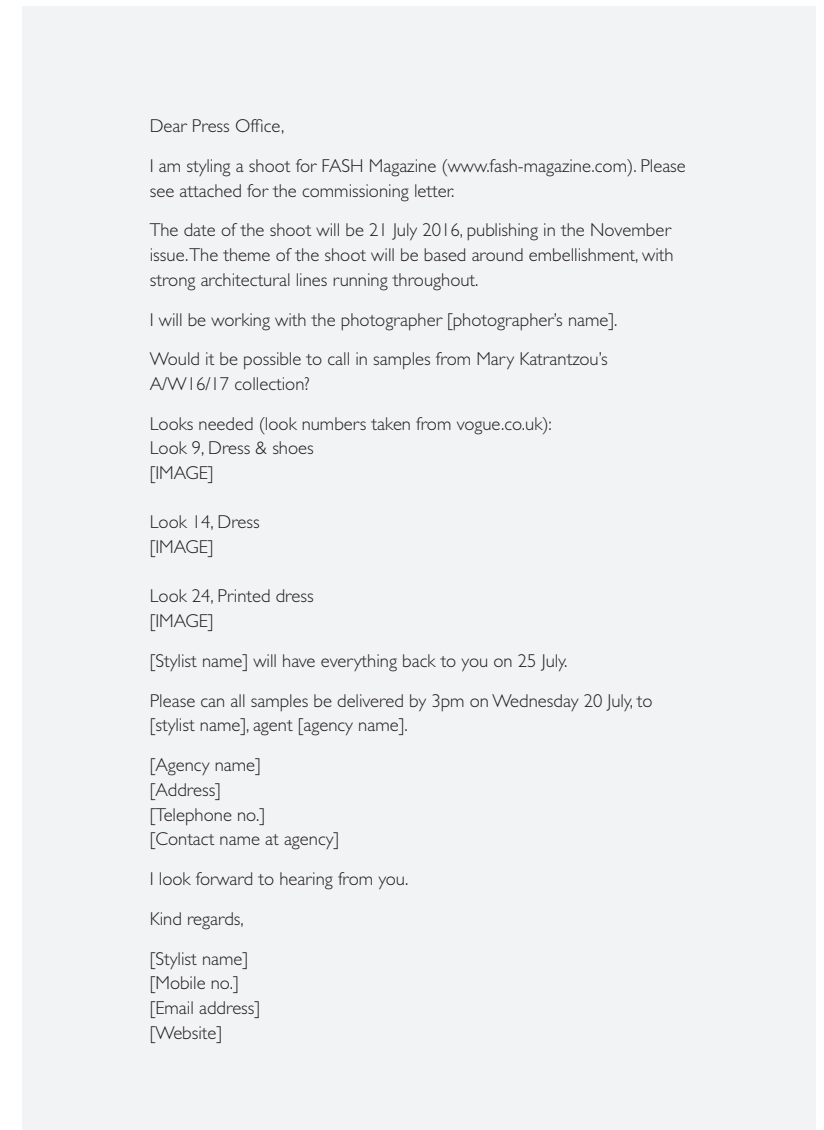 Dear Press Office,
I am styling a shoot for FASH Magazine (www.fash-magazine.com). Please
see attached for the commissioning letter.
The date of the shoot will be 21 July 2016, publishing in the November
issue. The theme of the shoot will be based around embellishment, with
strong architectural lines running throughout.
I will be working with the photographer [photographer's name].
Would it be possible to call in samples from Mary Katrantzou's
A/W16/17 collection?
Looks needed (look numbers taken from vogue.co.uk):
Look 9, Dress & shoes
[IMAGE]
Look 14, Dress
[IMAGE]
Look 24, Printed dress
[IMAGE]
[Stylist name] will have everything back to you on 25 July.
Please can all samples be delivered by 3pm on Wednesday 20 July, to
[stylist name], agent [agency name].
[Agency name]
[Address]
[Telephone no.]
[Contact name at agency]
I look forward to hearing from you.
Kind regards,
[Stylist name]
[Mobile no.]
[Email address]
[Website]